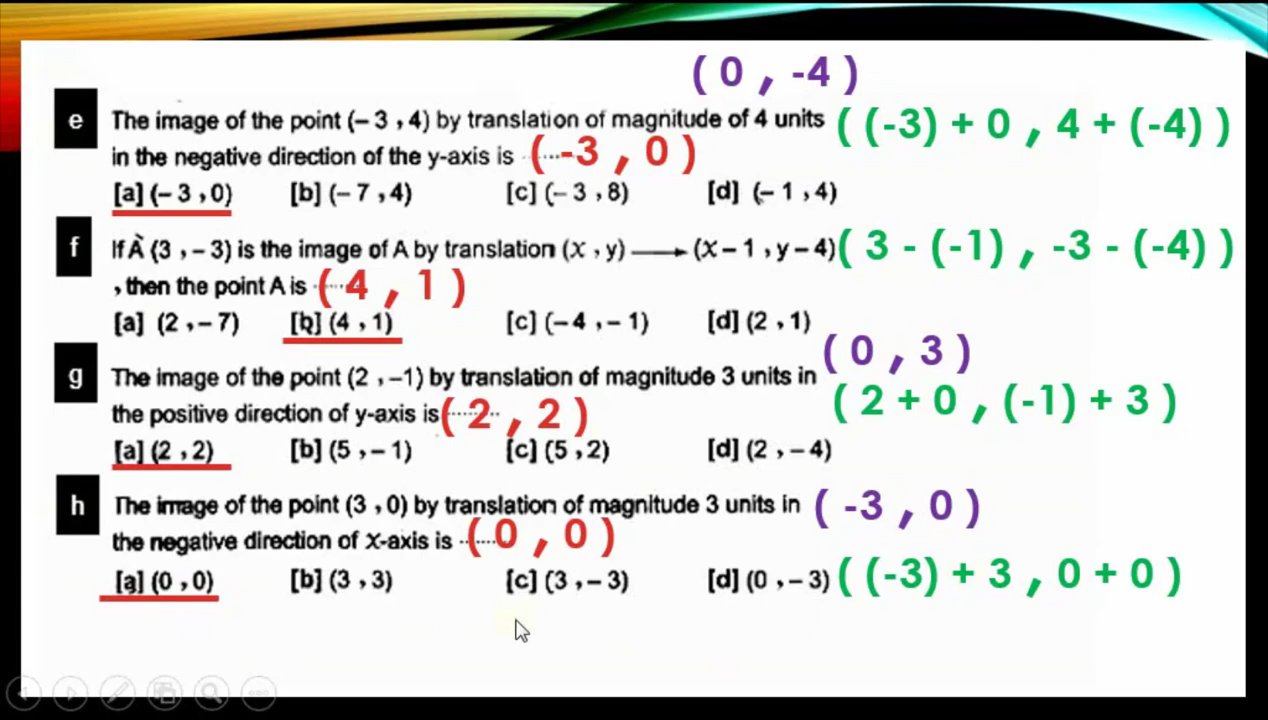 ( 0 , -4 )
e The image of the point (– 3 , 4) by translation of magnitude of 4 units ( (-3) + 0 , 4 + (-4) )
in the negative direction of the y-axis is ( -3 , 0 )
[a] (– 3 , 0) [b] (– 7 , 4) [c] (– 3 , 8) [d] (– 1 , 4)
f If À (3 , – 3) is the image of A by translation (x , y) ⟶ (x – 1 , y – 4) ( 3 - (-1) , -3 - (-4) )
, then the point A is ( 4 , 1 )
[a] (2 , – 7) [b] (4 , 1) [c] (– 4 , – 1) [d] (2 , 1)
( 0 , 3 )
g The image of the point (2 , –1) by translation of magnitude 3 units in
( 2 + 0 , (-1) + 3 )
the positive direction of y-axis is ( 2 , 2 )
[a] (2 , 2) [b] (5 , – 1) [c] (5 , 2) [d] (2 , – 4)
h The image of the point (3 , 0) by translation of magnitude 3 units in ( -3 , 0 )
the negative direction of x-axis is ( 0 , 0 )
[a] (0 , 0) [b] (3 , 3) [c] (3 , – 3) [d] (0 , – 3) ( (-3) + 3 , 0 + 0 )